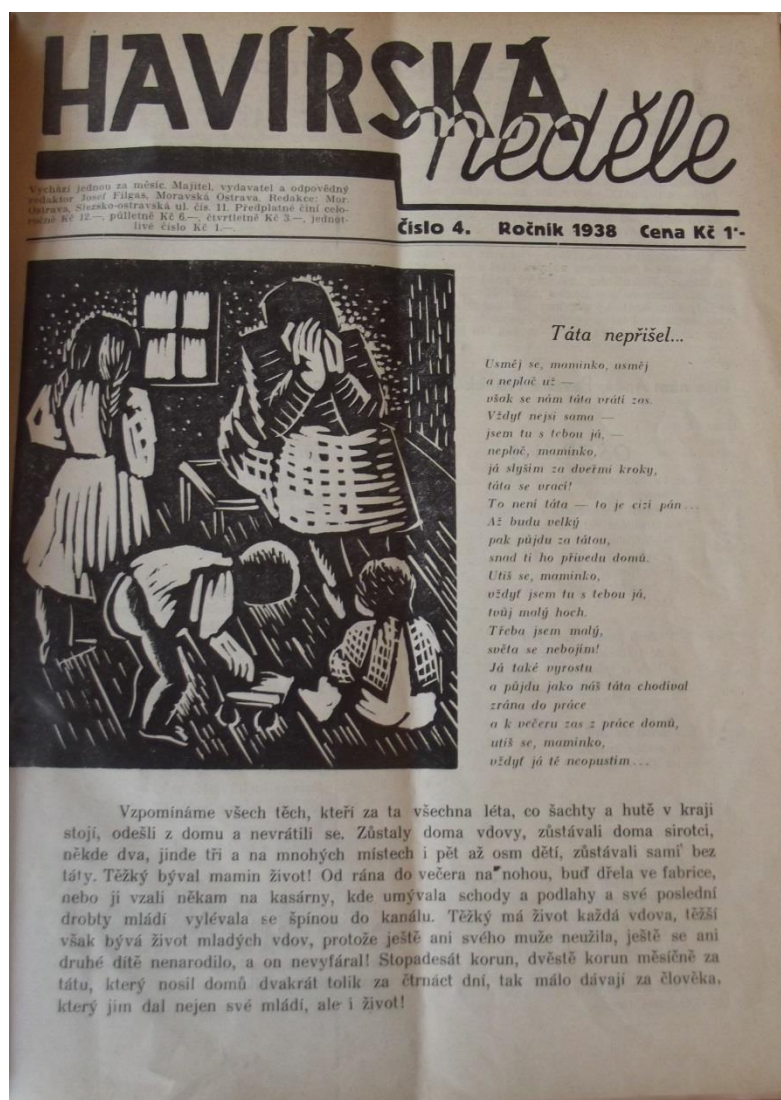 HAVÍŘSKÁ
neděle
Vychází jednou za měsíc. Majitel, vydavatel a odpovědný
redaktor Josef Filgas, Moravská Ostrava. Redakce: Mor.
Ostrava, Slezsko-ostravská ul. čís. 11. Předplatné činí celo-
ročně Kč 12.—, půlletně Kč 6.—, čtvrtletně Kč 3.—, jednot-
livé číslo Kč 1.—.
Číslo 4. Ročník 1938 Cena Kč 1·-
Táta nepřišel...
Usměj se, maminko, usměj
a neplač už —
však se nám táta vrátí zas.
Vždyť nejsi sama —
jsem tu s tebou já, —
neplač, maminko,
já slyším za dveřmi kroky,
táta se vrací!
To není táta — to je cizí pán...
Až budu velký
pak půjdu za tátou,
snad ti ho přivedu domů.
Utiš se, maminko,
vždyť jsem tu s tebou já,
tvůj malý hoch.
Třeba jsem malý,
světa se nebojím!
Já také vyrostu
a půjdu jako náš táta chodíval
zrána do práce
a k večeru zas z práce domů,
utiš se, maminko,
vždyť já tě neopustím...
Vzpomínáme všech těch, kteří za ta všechna léta, co šachty a hutě v kraji
stojí, odešli z domu a nevrátili se. Zůstaly doma vdovy, zůstávali doma sirotci,
někde dva, jinde tři a na mnohých místech i pět až osm dětí, zůstávali sami bez
táty. Těžký býval mamin život! Od rána do večera na nohou, buď dřela ve fabrice,
nebo ji vzali někam na kasárny, kde umývala schody a podlahy a své poslední
drobty mládí vylévala se špínou do kanálu. Těžký má život každá vdova, těžší
však bývá život mladých vdov, protože ještě ani svého muže neužila, ještě se ani
druhé dítě nenarodilo, a on nevyfáral! Stopadesát korun, dvěstě korun měsíčně za
tátu, který nosil domů dvakrát tolik za čtrnáct dní, tak málo dávají za člověka,
který jim dal nejen své mládí, ale i život!